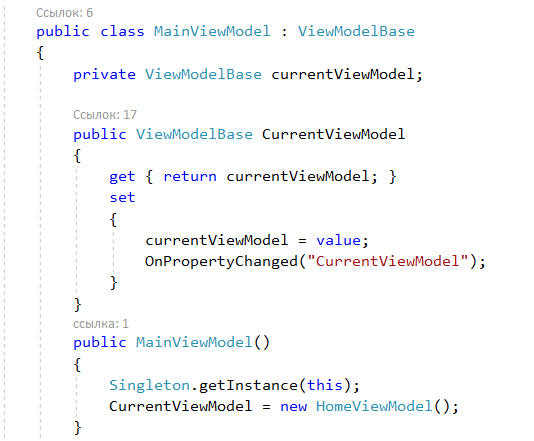 Ссылок: 6
public class MainViewModel : ViewModelBase
{
private ViewModelBase currentViewModel;
Ссылок: 17
public ViewModelBase CurrentViewModel
{
get { return currentViewModel; }
set
{
currentViewModel = value;
OnPropertyChanged("CurrentViewModel");
}
}
ссылка: 1
public MainViewModel()
{
Singleton.getInstance(this);
CurrentViewModel = new HomeViewModel();
}